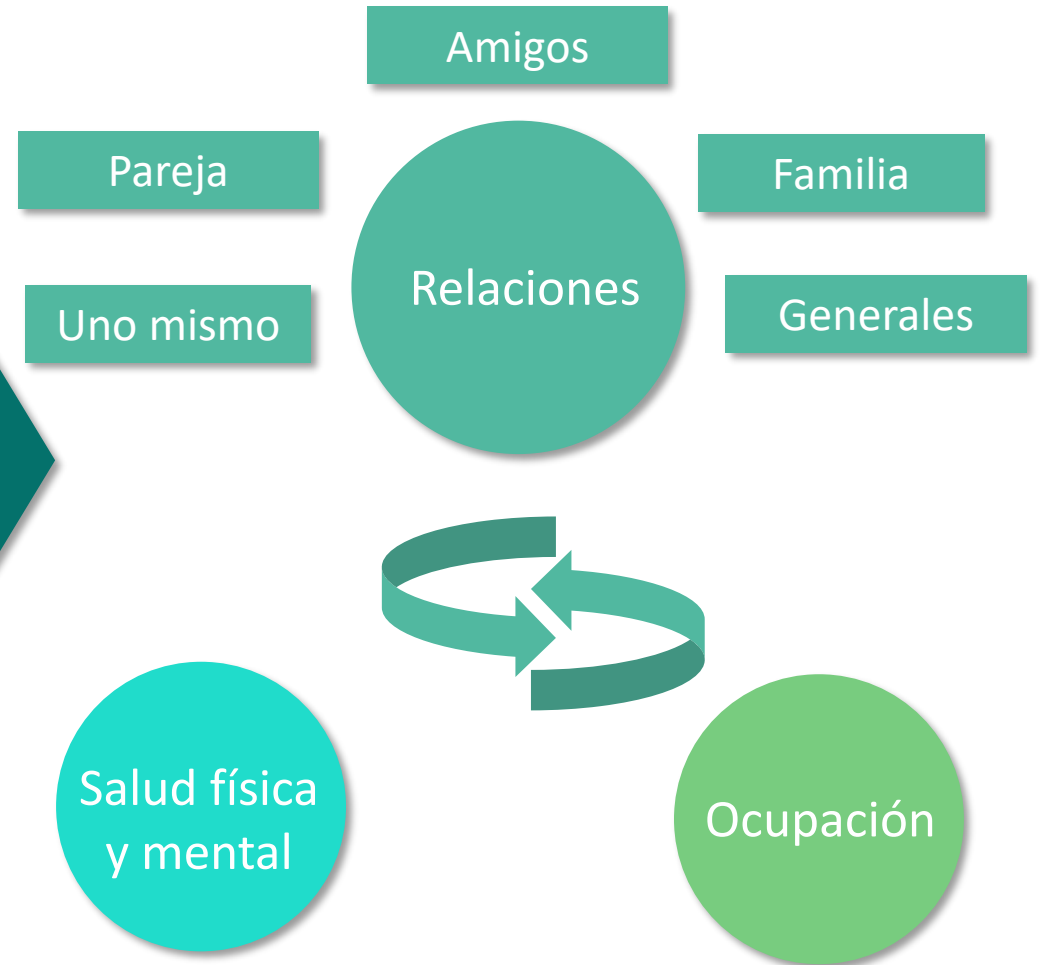 Amigos
Pareja
Familia
Relaciones
Uno mismo
Generales
Salud física
y mental
Ocupación